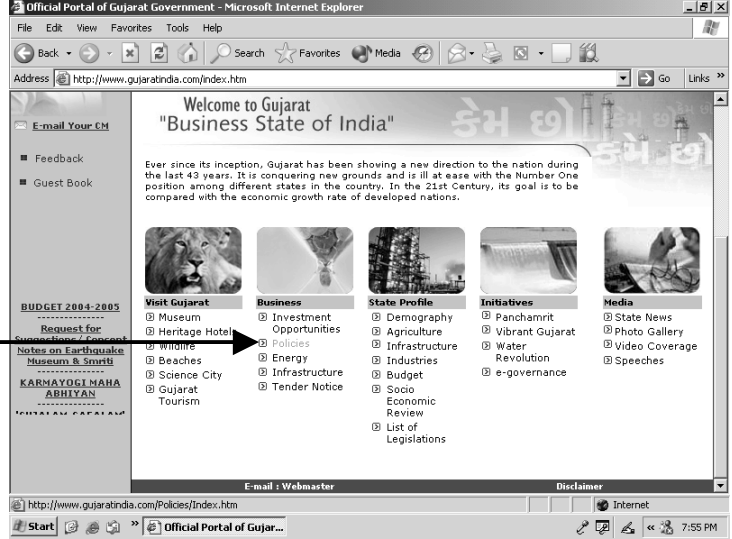 Official Portal of Gujarat Government - Microsoft Internet Explorer
File Edit View Favorites Tools Help
Back Search Favorites Media
Address http://www.gujaratindia.com/index.htm Go Links »
E-mail Your CM
Feedback
Guest Book
BUDGET 2004-2005
---------------
Request for
Suggestions / Concept
Notes on Earthquake
Museum & Smriti
---------------
KARMAYOGI MAHA
ABHIYAN
---------------
Welcome to Gujarat
"Business State of India"
કેમ છો
Ever since its inception, Gujarat has been showing a new direction to the nation during
the last 43 years. It is conquering new grounds and is ill at ease with the Number One
position among different states in the country. In the 21st Century, its goal is to be
compared with the economic growth rate of developed nations.
Visit Gujarat
Museum
Heritage Hotels
Wildlife
Beaches
Science City
Gujarat
Tourism
Business
Investment
Opportunities
Policies
Energy
Infrastructure
Tender Notice
State Profile
Demography
Agriculture
Infrastructure
Industries
Budget
Socio
Economic
Review
List of
Legislations
Initiatives
Panchamrit
Vibrant Gujarat
Water
Revolution
e-governance
Media
State News
Photo Gallery
Video Coverage
Speeches
E-mail : Webmaster Disclaimer
http://www.gujaratindia.com/Policies/Index.htm Internet
Start » Official Portal of Gujar... « 7:55 PM